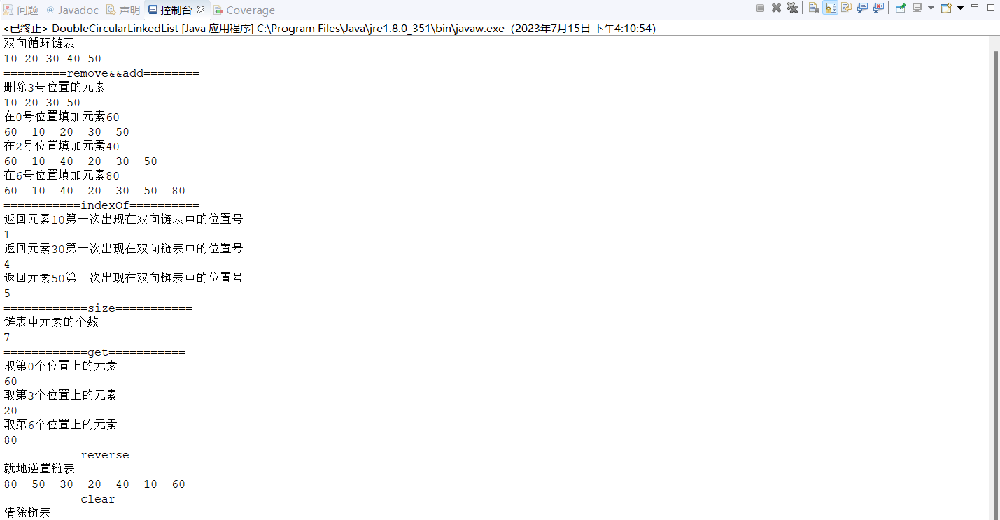 问题 @ Javadoc 声明 控制台 Coverage
<已终止> DoubleCircularLinkedList [Java 应用程序] C:\Program Files\Java\jre1.8.0_351\bin\javaw.exe（2023年7月15日 下午4:10:54）
双向循环链表
10 20 30 40 50
=========remove&&add========
删除3号位置的元素
10 20 30 50
在0号位置填加元素60
60  10  20  30  50
在2号位置填加元素40
60  10  40  20  30  50
在6号位置填加元素80
60  10  40  20  30  50  80
===========indexOf==========
返回元素10第一次出现在双向链表中的位置号
1
返回元素30第一次出现在双向链表中的位置号
4
返回元素50第一次出现在双向链表中的位置号
5
============size===========
链表中元素的个数
7
============get===========
取第0个位置上的元素
60
取第3个位置上的元素
20
取第6个位置上的元素
80
===========reverse=========
就地逆置链表
80  50  30  20  40  10  60
===========clear=========
清除链表